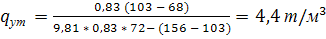 q_ут = 0,83 (103−68) / 9,81*0,83*72−(156−103) = 4,4 т/м³